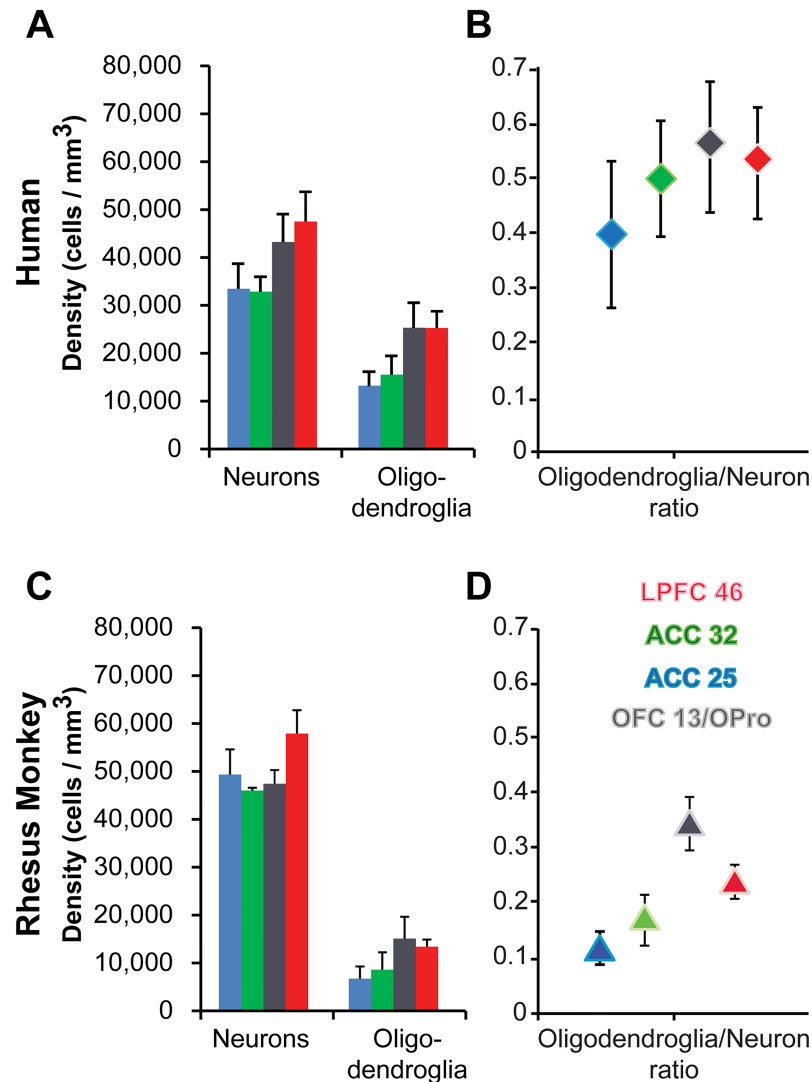 A
Human
Density (cells / mm³)
80,000
70,000
60,000
50,000
40,000
30,000
20,000
10,000
0
Neurons
Oligo-
dendroglia
B
0.7
0.6
0.5
0.4
0.3
0.2
0.1
0
Oligodendroglia/Neuron
ratio
C
Rhesus Monkey
Density (cells / mm³)
80,000
70,000
60,000
50,000
40,000
30,000
20,000
10,000
0
Neurons
Oligo-
dendroglia
D
LPFC 46
ACC 32
ACC 25
OFC 13/OPro
0.7
0.6
0.5
0.4
0.3
0.2
0.1
0
Oligodendroglia/Neuron
ratio